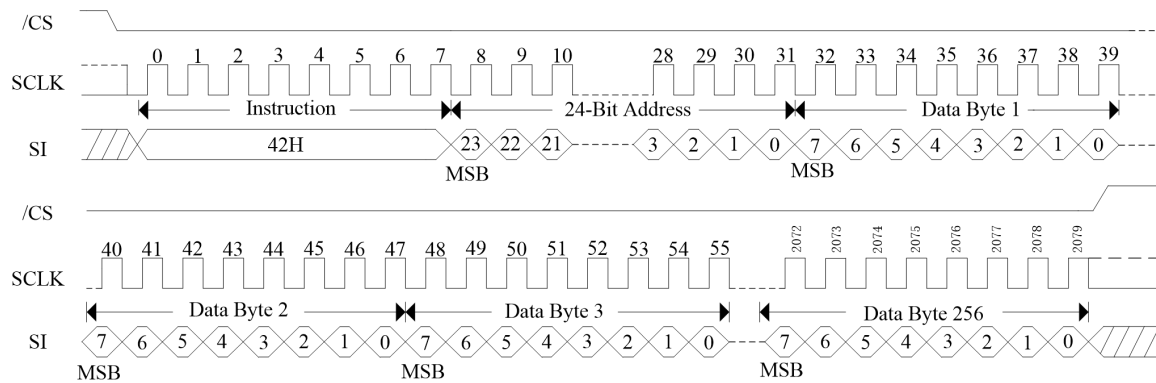 /CS
0 1 2 3 4 5 6 7 8 9 10 28 29 30 31 32 33 34 35 36 37 38 39
SCLK
Instruction 24-Bit Address Data Byte 1
SI 42H 23 22 21 3 2 1 0 7 6 5 4 3 2 1 0
MSB MSB
/CS
40 41 42 43 44 45 46 47 48 49 50 51 52 53 54 55 2072 2073 2074 2075 2076 2077 2078 2079
SCLK
Data Byte 2 Data Byte 3 Data Byte 256
SI 7 6 5 4 3 2 1 0 7 6 5 4 3 2 1 0 7 6 5 4 3 2 1 0
MSB MSB MSB